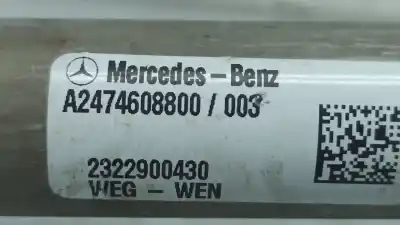 Mercedes-Benz
A2474608800 / 003
2322900430
WEG - WEN